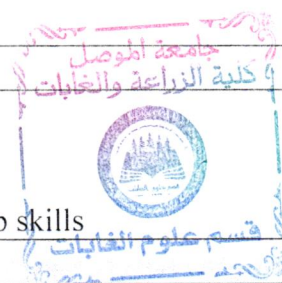 جامعة الموصل
كلية الزراعة والغابات
skills
قسم علوم الغابات